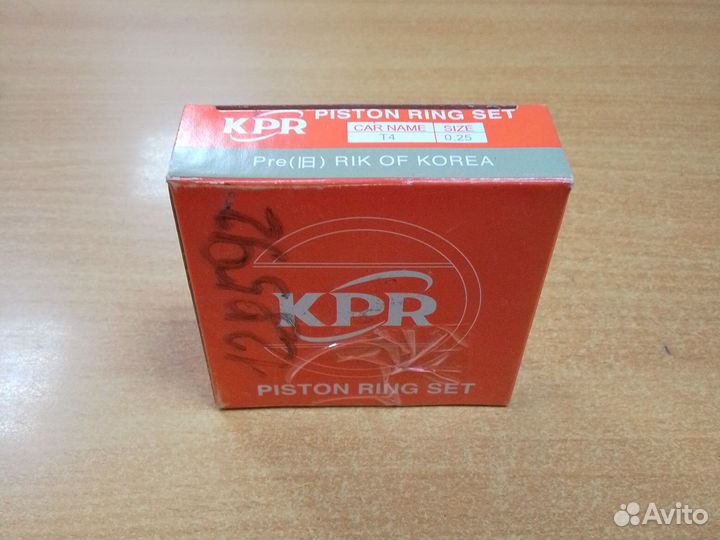 KPR
PISTON RING SET
CAR NAME SIZE
T4 0.25
Pre(旧) RIK OF KOREA
KPR
PISTON RING SET
Avito